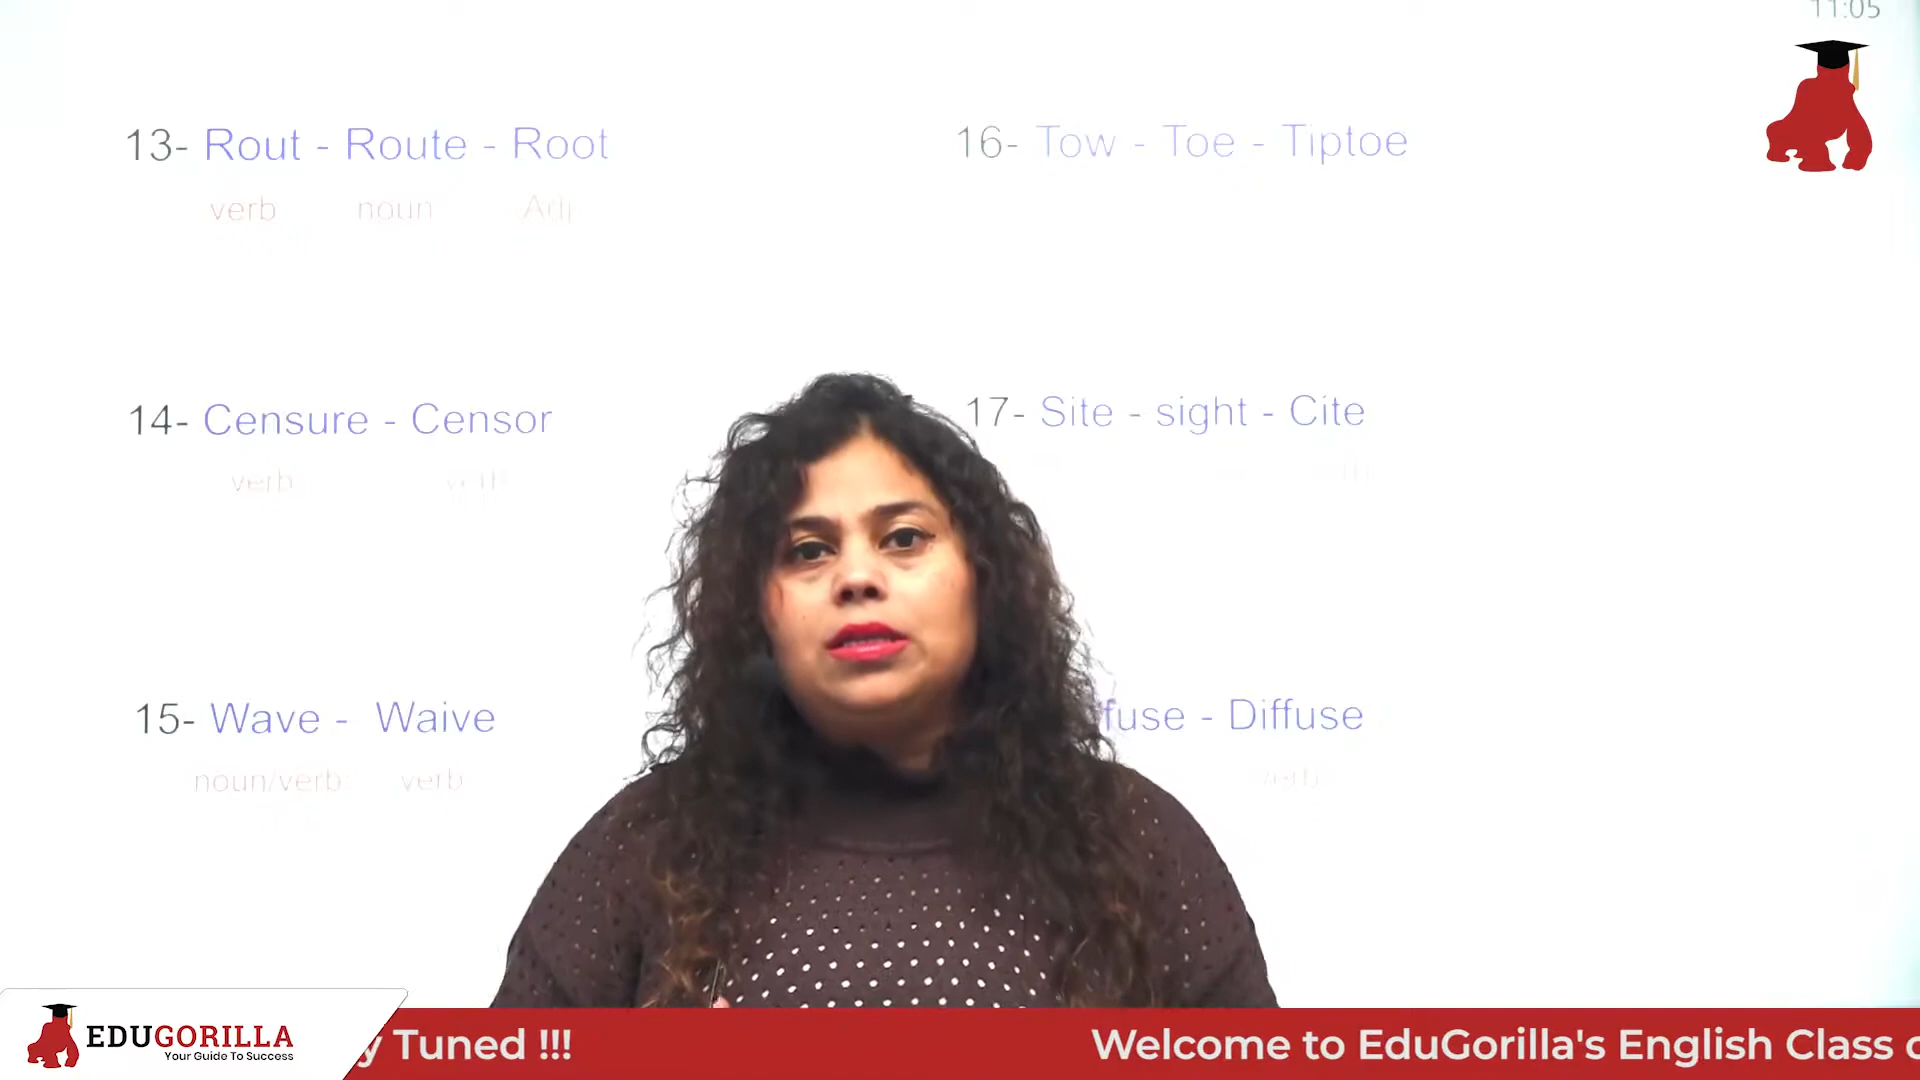 11:05
13- Rout - Route - Root
verb noun Adj
14- Censure - Censor
verb verb
15- Wave - Waive
noun/verb verb
16- Tow - Toe - Tiptoe
17- Site - sight - Cite
fuse - Diffuse
verb
EDUGORILLA
Your Guide To Success
y Tuned !!!
Welcome to EduGorilla's English Class